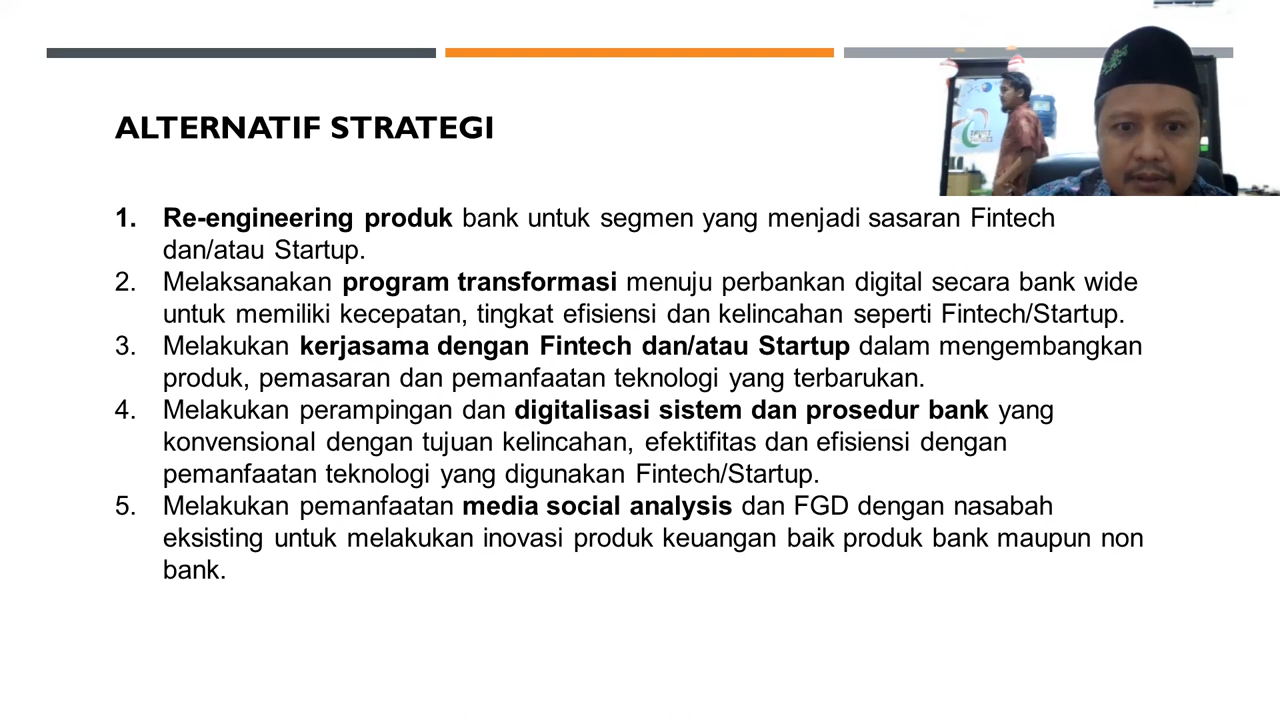 ALTERNATIF STRATEGI
1. Re-engineering produk bank untuk segmen yang menjadi sasaran Fintech
dan/atau Startup.
2. Melaksanakan program transformasi menuju perbankan digital secara bank wide
untuk memiliki kecepatan, tingkat efisiensi dan kelincahan seperti Fintech/Startup.
3. Melakukan kerjasama dengan Fintech dan/atau Startup dalam mengembangkan
produk, pemasaran dan pemanfaatan teknologi yang terbarukan.
4. Melakukan perampingan dan digitalisasi sistem dan prosedur bank yang
konvensional dengan tujuan kelincahan, efektifitas dan efisiensi dengan
pemanfaatan teknologi yang digunakan Fintech/Startup.
5. Melakukan pemanfaatan media social analysis dan FGD dengan nasabah
eksisting untuk melakukan inovasi produk keuangan baik produk bank maupun non
bank.